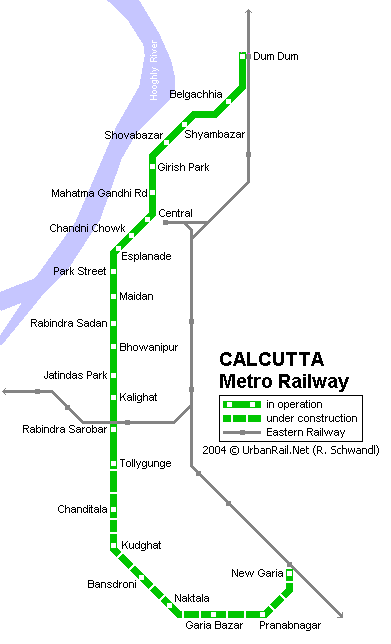 Hooghly River
Dum Dum
Belgachhia
Shyambazar
Shovabazar
Girish Park
Mahatma Gandhi Rd
Central
Chandni Chowk
Esplanade
Park Street
Maidan
Rabindra Sadan
Bhowanipur
Jatindas Park
Kalighat
Rabindra Sarobar
Tollygunge
Chanditala
Kudghat
Bansdroni
Naktala
Garia Bazar
Pranabnagar
New Garia
CALCUTTA
Metro Railway
in operation
under construction
Eastern Railway
2004 © UrbanRail.Net (R. Schwandl)